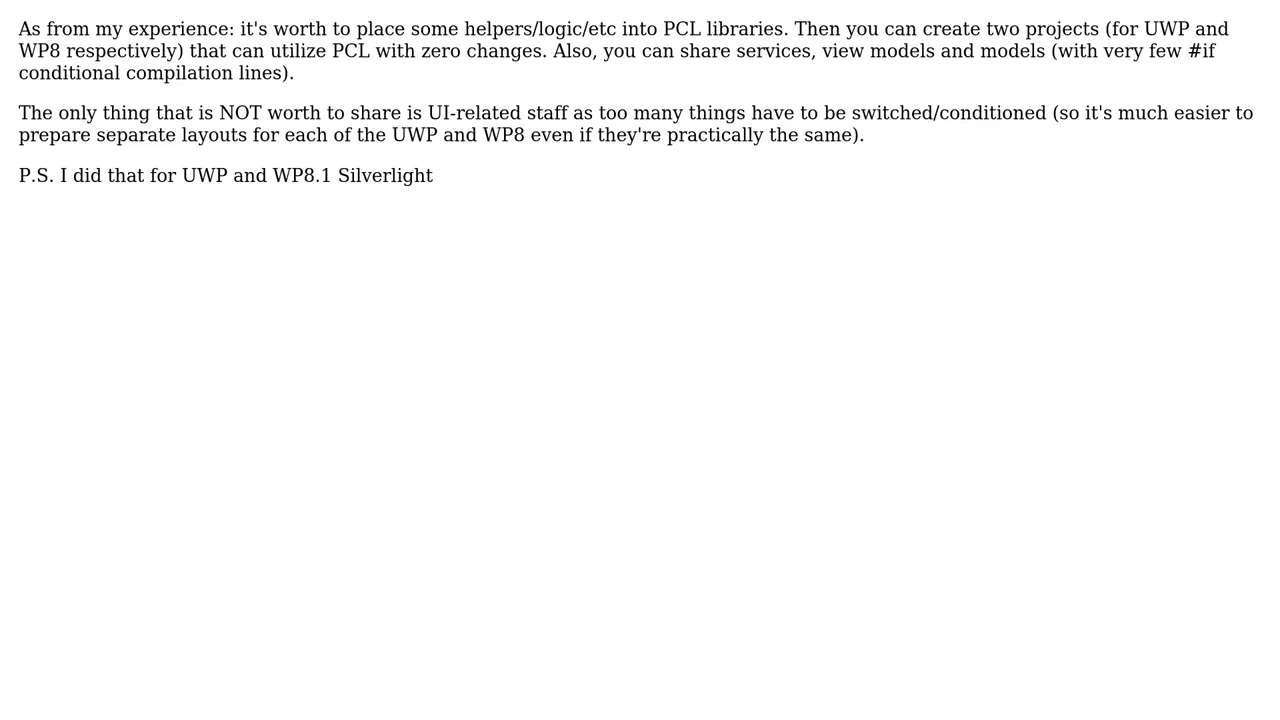 As from my experience: it's worth to place some helpers/logic/etc into PCL libraries. Then you can create two projects (for UWP and
WP8 respectively) that can utilize PCL with zero changes. Also, you can share services, view models and models (with very few #if
conditional compilation lines).
The only thing that is NOT worth to share is UI-related staff as too many things have to be switched/conditioned (so it's much easier to
prepare separate layouts for each of the UWP and WP8 even if they're practically the same).
P.S. I did that for UWP and WP8.1 Silverlight